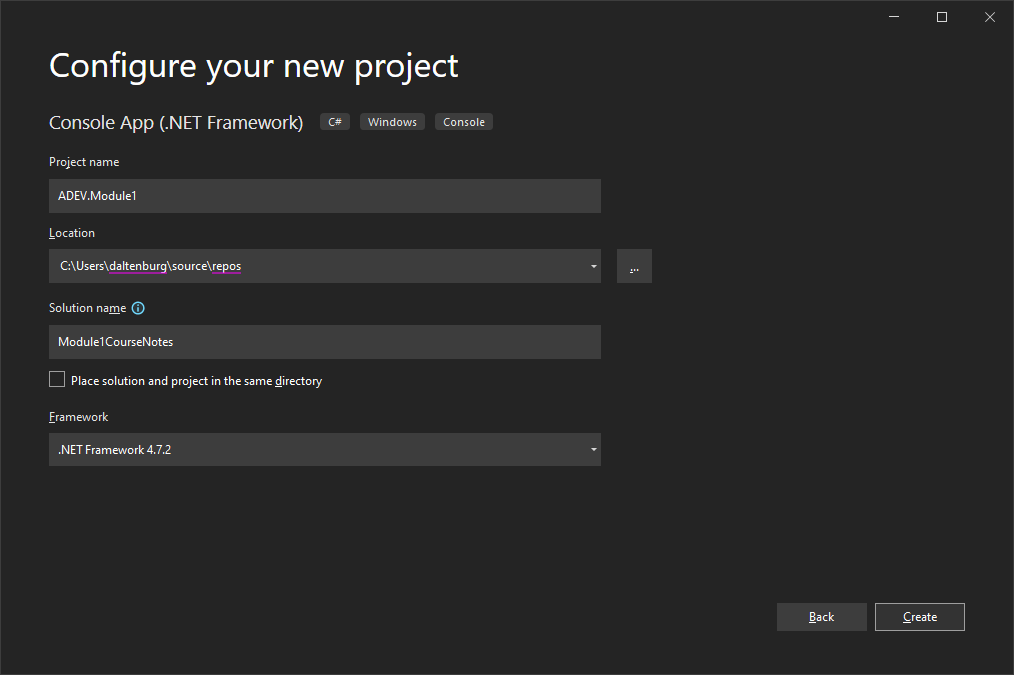 Configure your new project
Console App (.NET Framework) C# Windows Console
Project name
ADEV.Module1
Location
C:\Users\daltenburg\source\repos
...
Solution name
Module1CourseNotes
Place solution and project in the same directory
Framework
.NET Framework 4.7.2
Back Create